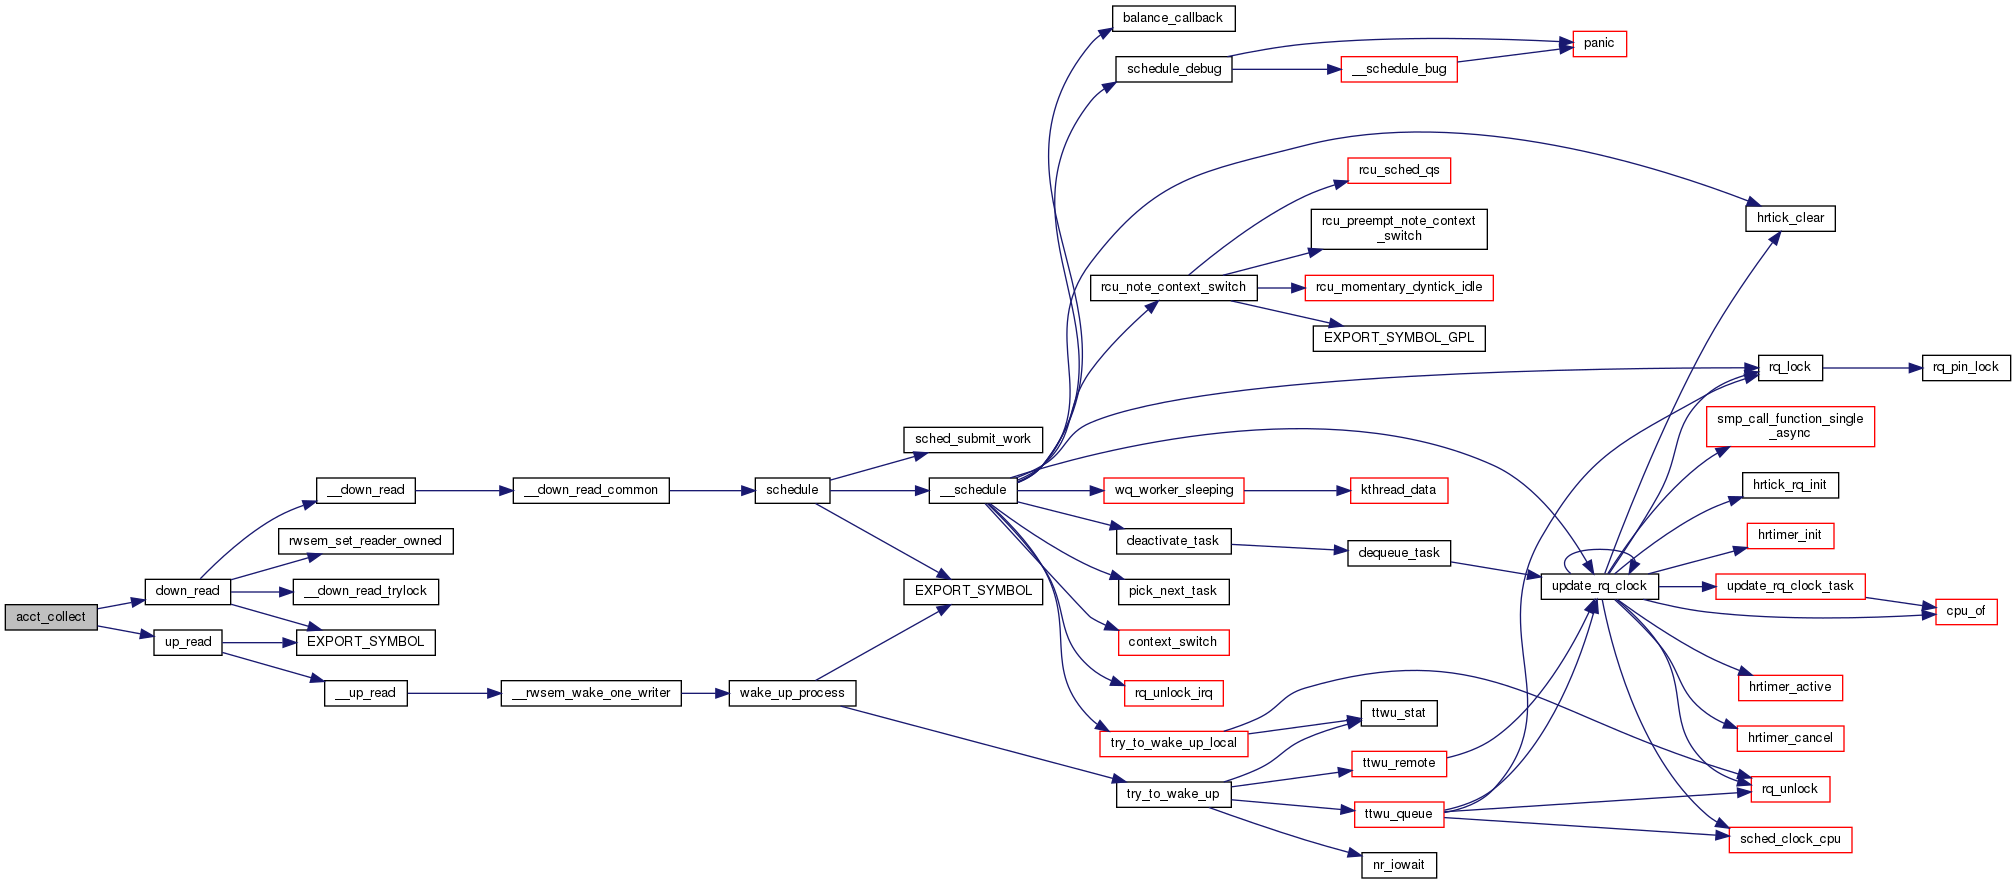 balance_callback
schedule_debug
panic
__schedule_bug
rcu_sched_qs
rcu_preempt_note_context
_switch
hrtick_clear
rcu_note_context_switch
rcu_momentary_dyntick_idle
EXPORT_SYMBOL_GPL
rq_lock
rq_pin_lock
smp_call_function_single
_async
sched_submit_work
__down_read
__down_read_common
schedule
__schedule
wq_worker_sleeping
kthread_data
hrtick_rq_init
rwsem_set_reader_owned
deactivate_task
dequeue_task
hrtimer_init
down_read
__down_read_trylock
EXPORT_SYMBOL
pick_next_task
update_rq_clock
update_rq_clock_task
cpu_of
acct_collect
up_read
EXPORT_SYMBOL
context_switch
__up_read
__rwsem_wake_one_writer
wake_up_process
rq_unlock_irq
hrtimer_active
ttwu_stat
try_to_wake_up_local
hrtimer_cancel
ttwu_remote
try_to_wake_up
rq_unlock
ttwu_queue
sched_clock_cpu
nr_iowait